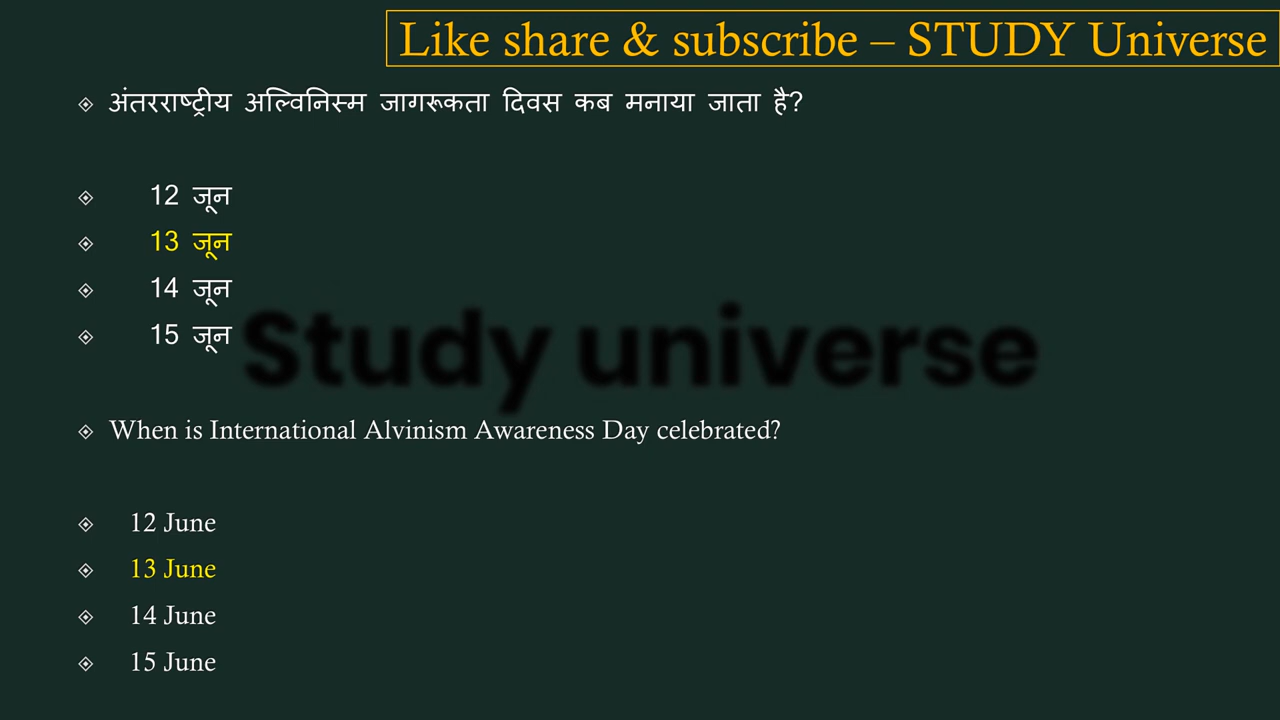 Like share & subscribe – STUDY Universe
अंतरराष्ट्रीय अल्विनिस्म जागरूकता दिवस कब मनाया जाता है?
12 जून
13 जून
14 जून
15 जून
Study universe
When is International Alvinism Awareness Day celebrated?
12 June
13 June
14 June
15 June